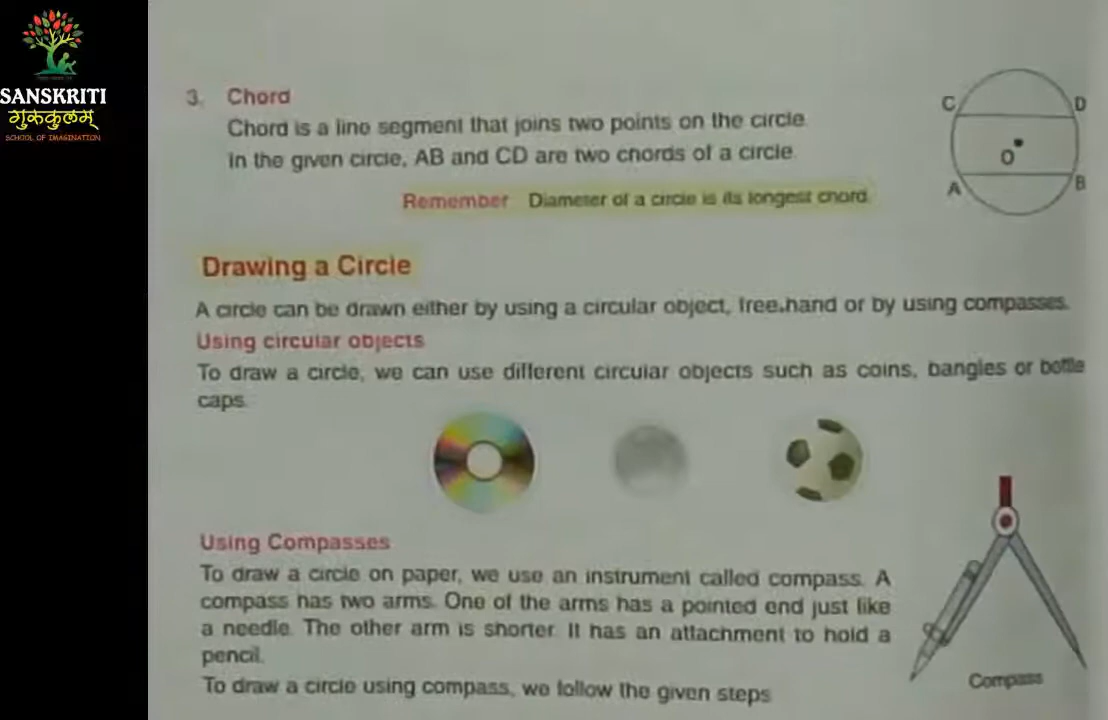 SANSKRITI
गुरुकुलम्
SCHOOL OF IMAGINATION
3. Chord
Chord is a line segment that joins two points on the circle.
In the given circle, AB and CD are two chords of a circle.
Remember Diameter of a circle is its longest chord.
C
D
O
A
B
Drawing a Circle
A circle can be drawn either by using a circular object, free-hand or by using compasses.
Using circular objects
To draw a circle, we can use different circular objects such as coins, bangles or bottle
caps.
Using Compasses
To draw a circle on paper, we use an instrument called compass. A
compass has two arms. One of the arms has a pointed end just like
a needle. The other arm is shorter. It has an attachment to hold a
pencil.
To draw a circle using compass, we follow the given steps
Compass